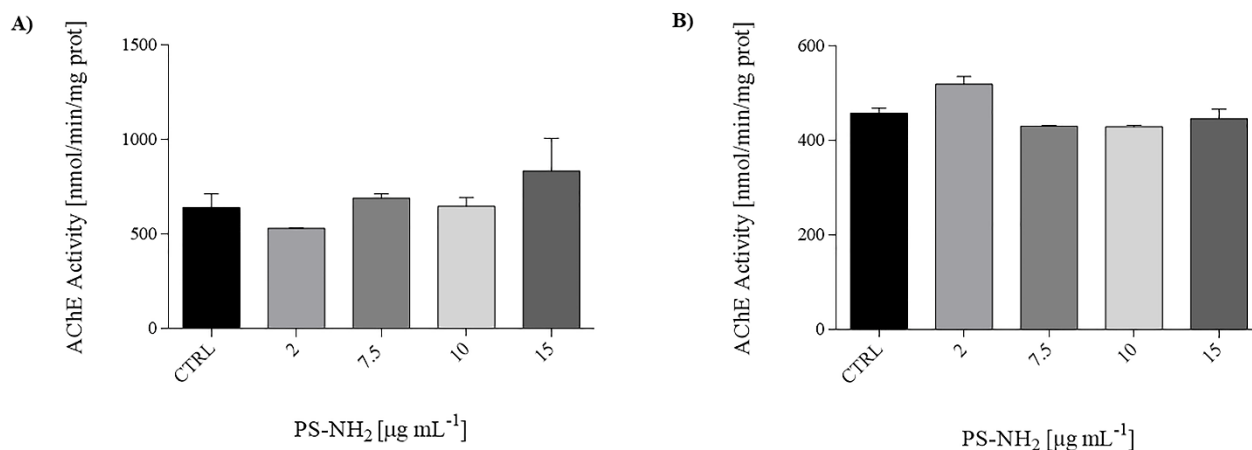 A)
AChE Activity [nmol/min/mg prot]
1500
1000
500
0
CTRL
2
7.5
10
15
PS-NH₂ [µg mL⁻¹]
B)
AChE Activity [nmol/min/mg prot]
600
400
200
0
CTRL
2
7.5
10
15
PS-NH₂ [µg mL⁻¹]